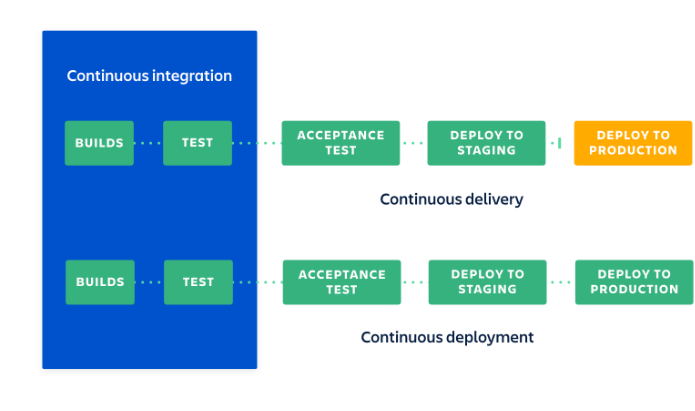 Continuous integration
BUILDS
TEST
ACCEPTANCE
TEST
DEPLOY TO
STAGING
DEPLOY TO
PRODUCTION
Continuous delivery
BUILDS
TEST
ACCEPTANCE
TEST
DEPLOY TO
STAGING
DEPLOY TO
PRODUCTION
Continuous deployment